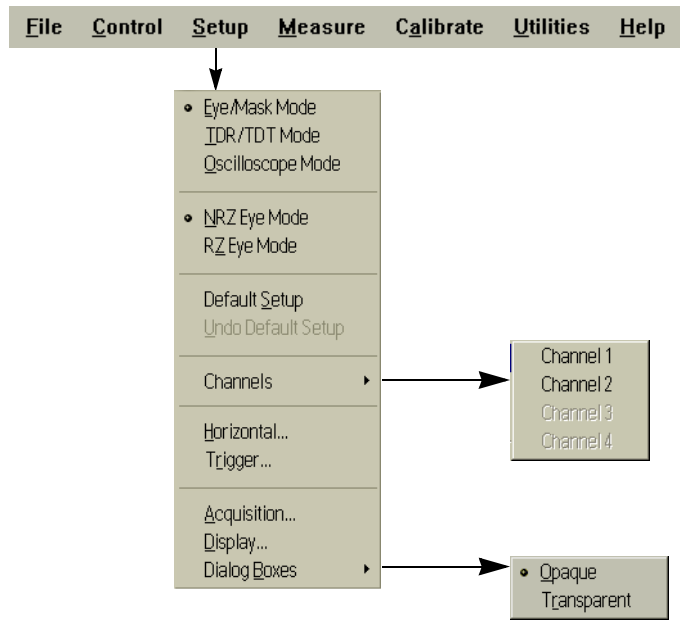 File Control Setup Measure Calibrate Utilities Help
Eye/Mask Mode
TDR/TDT Mode
Oscilloscope Mode
NRZ Eye Mode
RZ Eye Mode
Default Setup
Undo Default Setup
Channels
Channel 1
Channel 2
Channel 3
Channel 4
Horizontal...
Trigger...
Acquisition...
Display...
Dialog Boxes
Opaque
Transparent